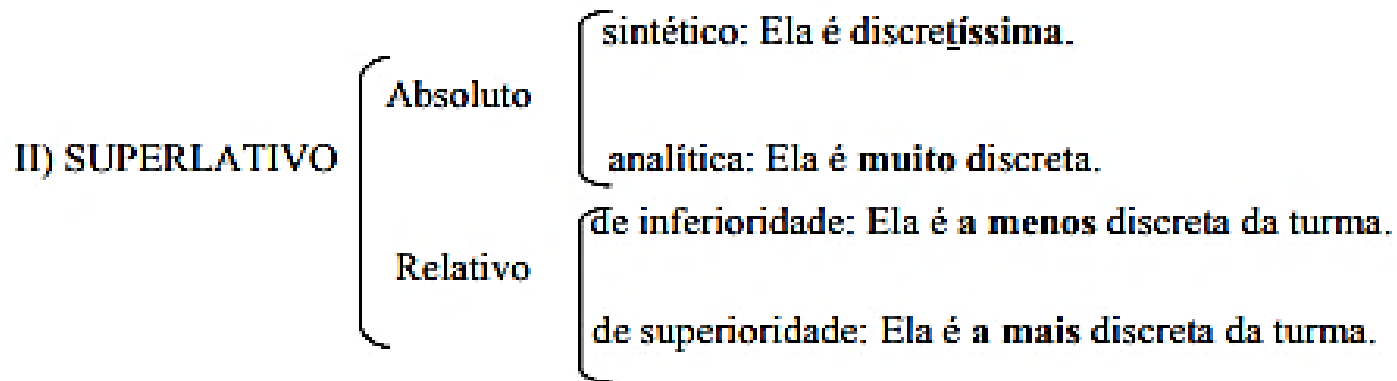 sintético: Ela é discretíssima.
Absoluto
II) SUPERLATIVO
analítica: Ela é muito discreta.
de inferioridade: Ela é a menos discreta da turma.
Relativo
de superioridade: Ela é a mais discreta da turma.